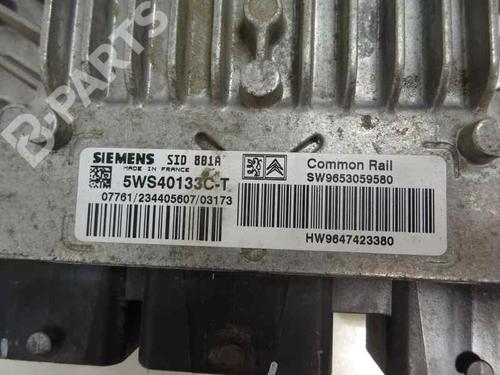 B-PARTS
SIEMENS SID 801A
MADE IN FRANCE
5WS40133C-T
07761/234405607/03173
Common Rail
SW9653059580
HW9647423380